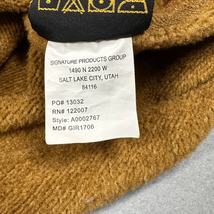 SIGNATURE PRODUCTS GROUP
1490 N 2200 W
SALT LAKE CITY, UTAH
84116
PO# 13032
RN# 122007
Style: A0002767
MD# GIR1706